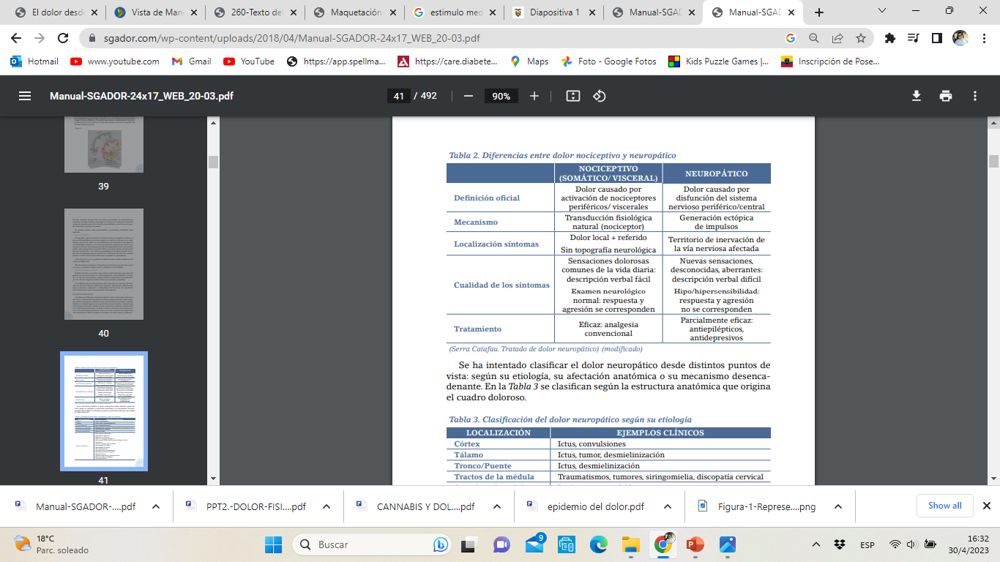 El dolor desde
Vista de Man
260-Texto del
Maquetación
estimulo med
Diapositiva 1
Manual-SGAD
Manual-SGAD
sgador.com/wp-content/uploads/2018/04/Manual-SGADOR-24x17_WEB_20-03.pdf
Hotmail
www.youtube.com
Gmail
YouTube
https://app.spellma...
https://care.diabete...
Maps
Foto - Google Fotos
Kids Puzzle Games |...
Inscripción de Pose...
Manual-SGADOR-24x17_WEB_20-03.pdf
41 / 492
90%
39
40
41
Tabla 2. Diferencias entre dolor nociceptivo y neuropático
NOCICEPTIVO
(SOMÁTICO/ VISCERAL)
NEUROPÁTICO
Definición oficial
Dolor causado por
activación de nociceptores
periféricos/ viscerales
Dolor causado por
disfunción del sistema
nervioso periférico/central
Mecanismo
Transducción fisiológica
natural (nociceptor)
Generación ectópica
de impulsos
Localización síntomas
Dolor local + referido
Sin topografía neurológica
Territorio de inervación de
la vía nerviosa afectada
Cualidad de los síntomas
Sensaciones dolorosas
comunes de la vida diaria:
descripción verbal fácil
Examen neurológico
normal: respuesta y
agresión se corresponden
Nuevas sensaciones,
desconocidas, aberrantes:
descripción verbal difícil
Hipo/hipersensibilidad:
respuesta y agresión
no se corresponden
Tratamiento
Eficaz: analgesia
convencional
Parcialmente eficaz:
antiepilépticos,
antidepresivos
(Serra Catafau. Tratado de dolor neuropático) (modificado)
Se ha intentado clasificar el dolor neuropático desde distintos puntos de
vista: según su etiología, su afectación anatómica o su mecanismo desenca-
denante. En la Tabla 3 se clasifican según la estructura anatómica que origina
el cuadro doloroso.
Tabla 3. Clasificación del dolor neuropático según su etiología
LOCALIZACIÓN
EJEMPLOS CLÍNICOS
Córtex
Ictus, convulsiones
Tálamo
Ictus, tumor, desmielinización
Tronco/Puente
Ictus, desmielinización
Tractos de la médula
Traumatismos, tumores, siringomielia, discopatía cervical
Manual-SGADOR-....pdf
PPT2.-DOLOR-FISI....pdf
CANNABIS Y DOL....pdf
epidemio del dolor.pdf
Figura-1-Represe....png
Show all
18°C
Parc. soleado
Buscar
9
ESP
16:32
30/4/2023